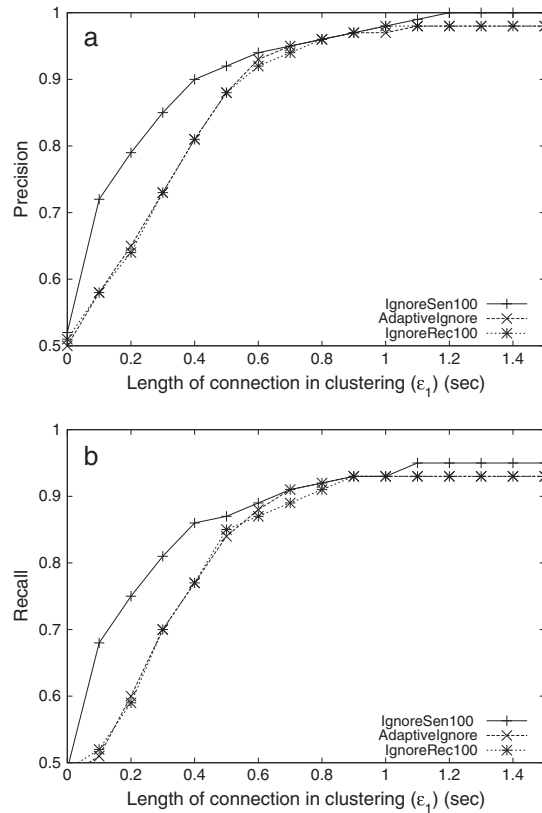 a
1
0.9
0.8
0.7
0.6
0.5
Precision
IgnoreSen100
AdaptiveIgnore
IgnoreRec100
0 0.2 0.4 0.6 0.8 1 1.2 1.4
Length of connection in clustering (ε1) (sec)
b
1
0.9
0.8
0.7
0.6
0.5
Recall
IgnoreSen100
AdaptiveIgnore
IgnoreRec100
0 0.2 0.4 0.6 0.8 1 1.2 1.4
Length of connection in clustering (ε1) (sec)